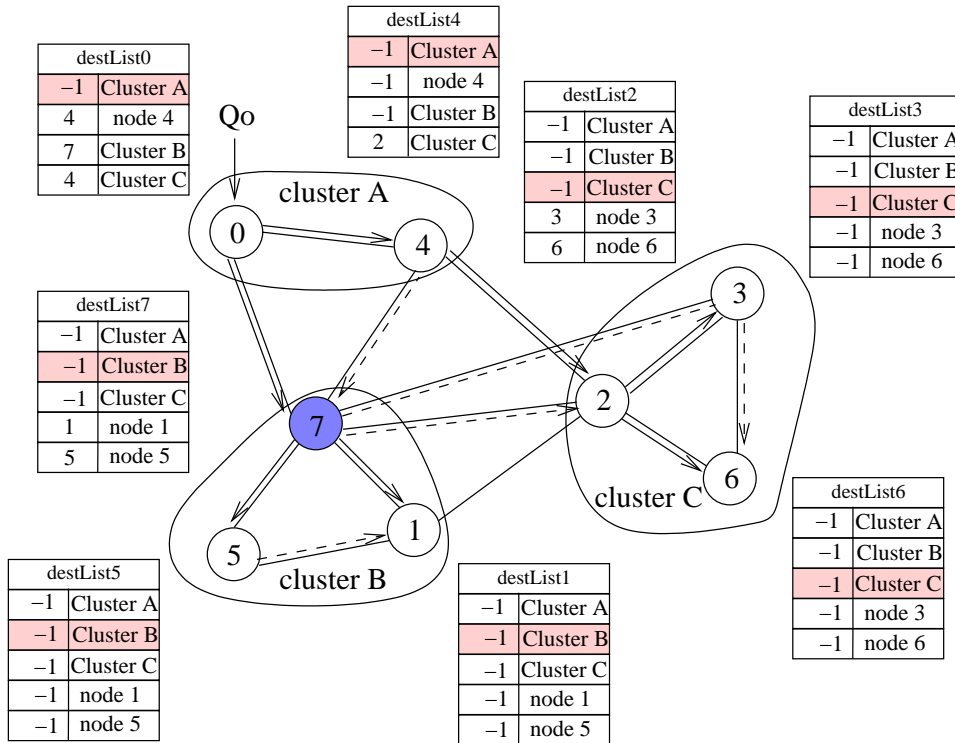 destList4
−1 Cluster A
−1 node 4
−1 Cluster B
2 Cluster C
destList0
−1 Cluster A
4 node 4
7 Cluster B
4 Cluster C
destList2
−1 Cluster A
−1 Cluster B
−1 Cluster C
3 node 3
6 node 6
destList3
−1 Cluster A
−1 Cluster B
−1 Cluster C
−1 node 3
−1 node 6
Qo
cluster A
0
4
destList7
−1 Cluster A
−1 Cluster B
−1 Cluster C
1 node 1
5 node 5
3
2
7
6
cluster C
1
5
cluster B
destList6
−1 Cluster A
−1 Cluster B
−1 Cluster C
−1 node 3
−1 node 6
destList5
−1 Cluster A
−1 Cluster B
−1 Cluster C
−1 node 1
−1 node 5
destList1
−1 Cluster A
−1 Cluster B
−1 Cluster C
−1 node 1
−1 node 5